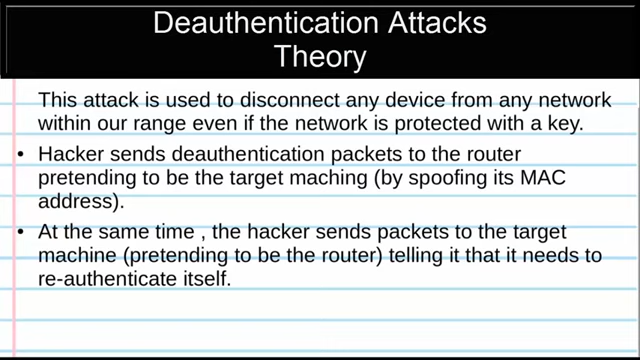 Deauthentication Attacks
Theory
This attack is used to disconnect any device from any network
within our range even if the network is protected with a key.
• Hacker sends deauthentication packets to the router
pretending to be the target maching (by spoofing its MAC
address).
• At the same time , the hacker sends packets to the target
machine (pretending to be the router) telling it that it needs to
re-authenticate itself.